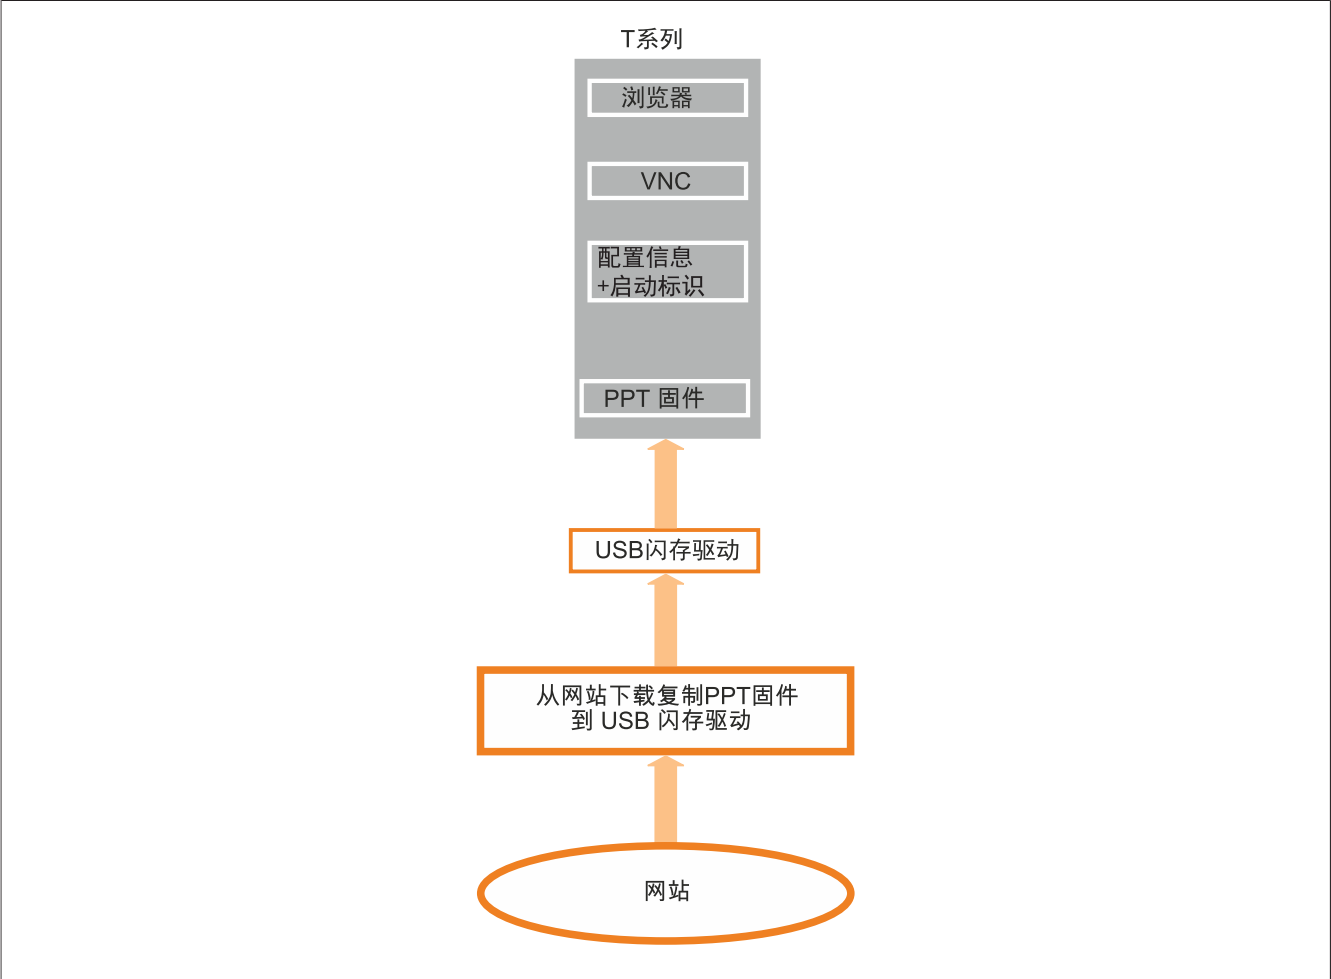 T系列
浏览器
VNC
配置信息
+启动标识
PPT 固件
USB闪存驱动
从网站下载复制PPT固件
到 USB 闪存驱动
网站